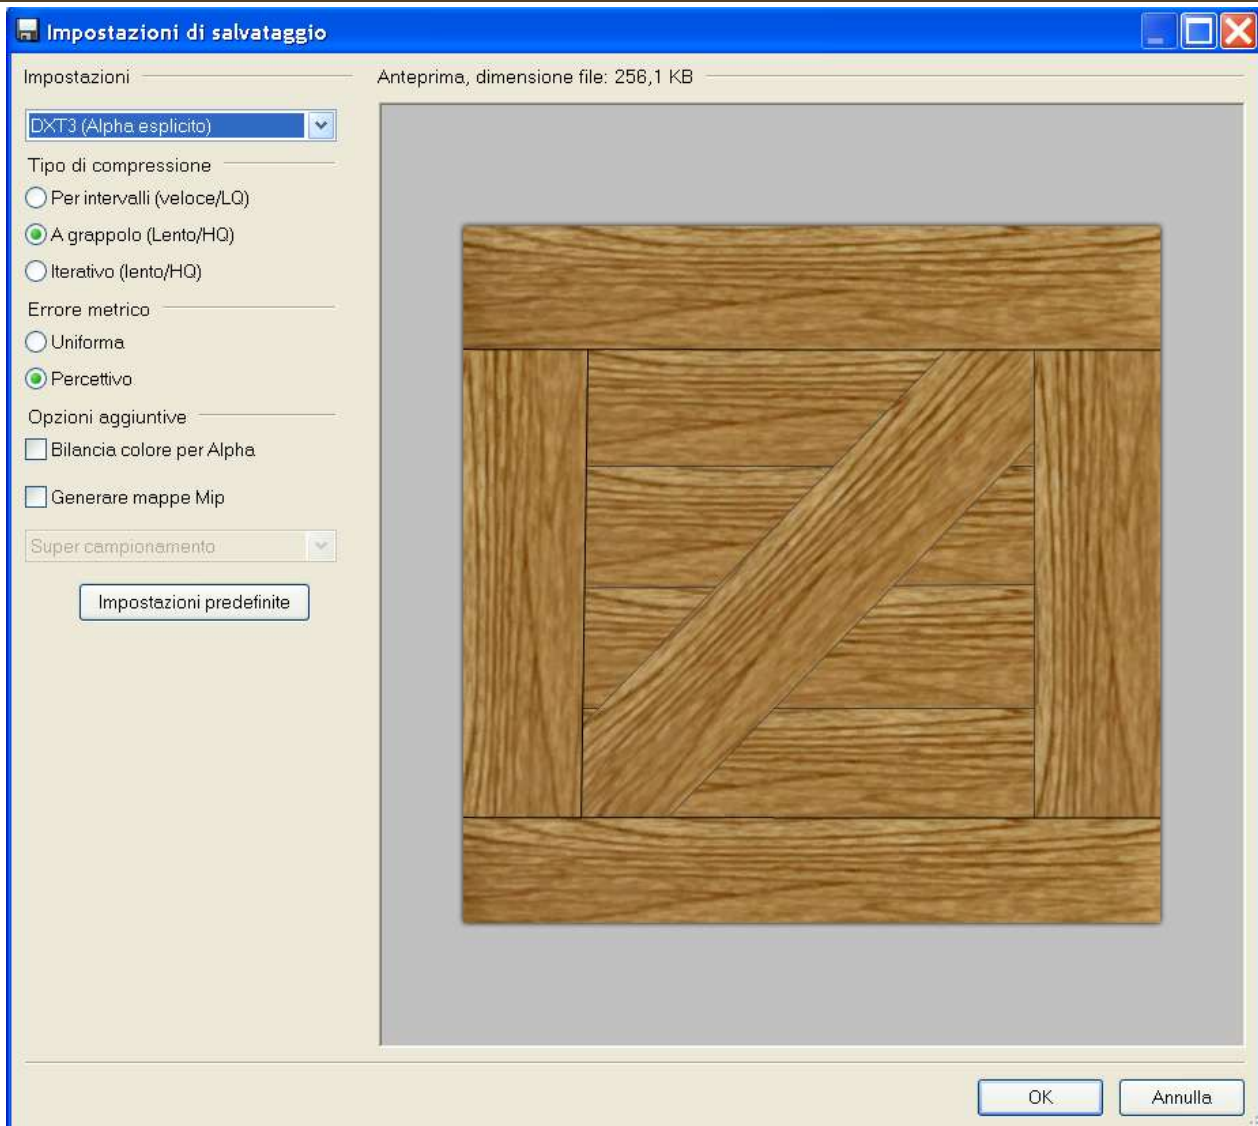 Impostazioni di salvataggio
Impostazioni
Anteprima, dimensione file: 256,1 KB
DXT3 (Alpha esplicito)
Tipo di compressione
Per intervalli (veloce/LQ)
A grappolo (Lento/HQ)
Iterativo (lento/HQ)
Errore metrico
Uniforma
Percettivo
Opzioni aggiuntive
Bilancia colore per Alpha
Generare mappe Mip
Super campionamento
Impostazioni predefinite
OK
Annulla